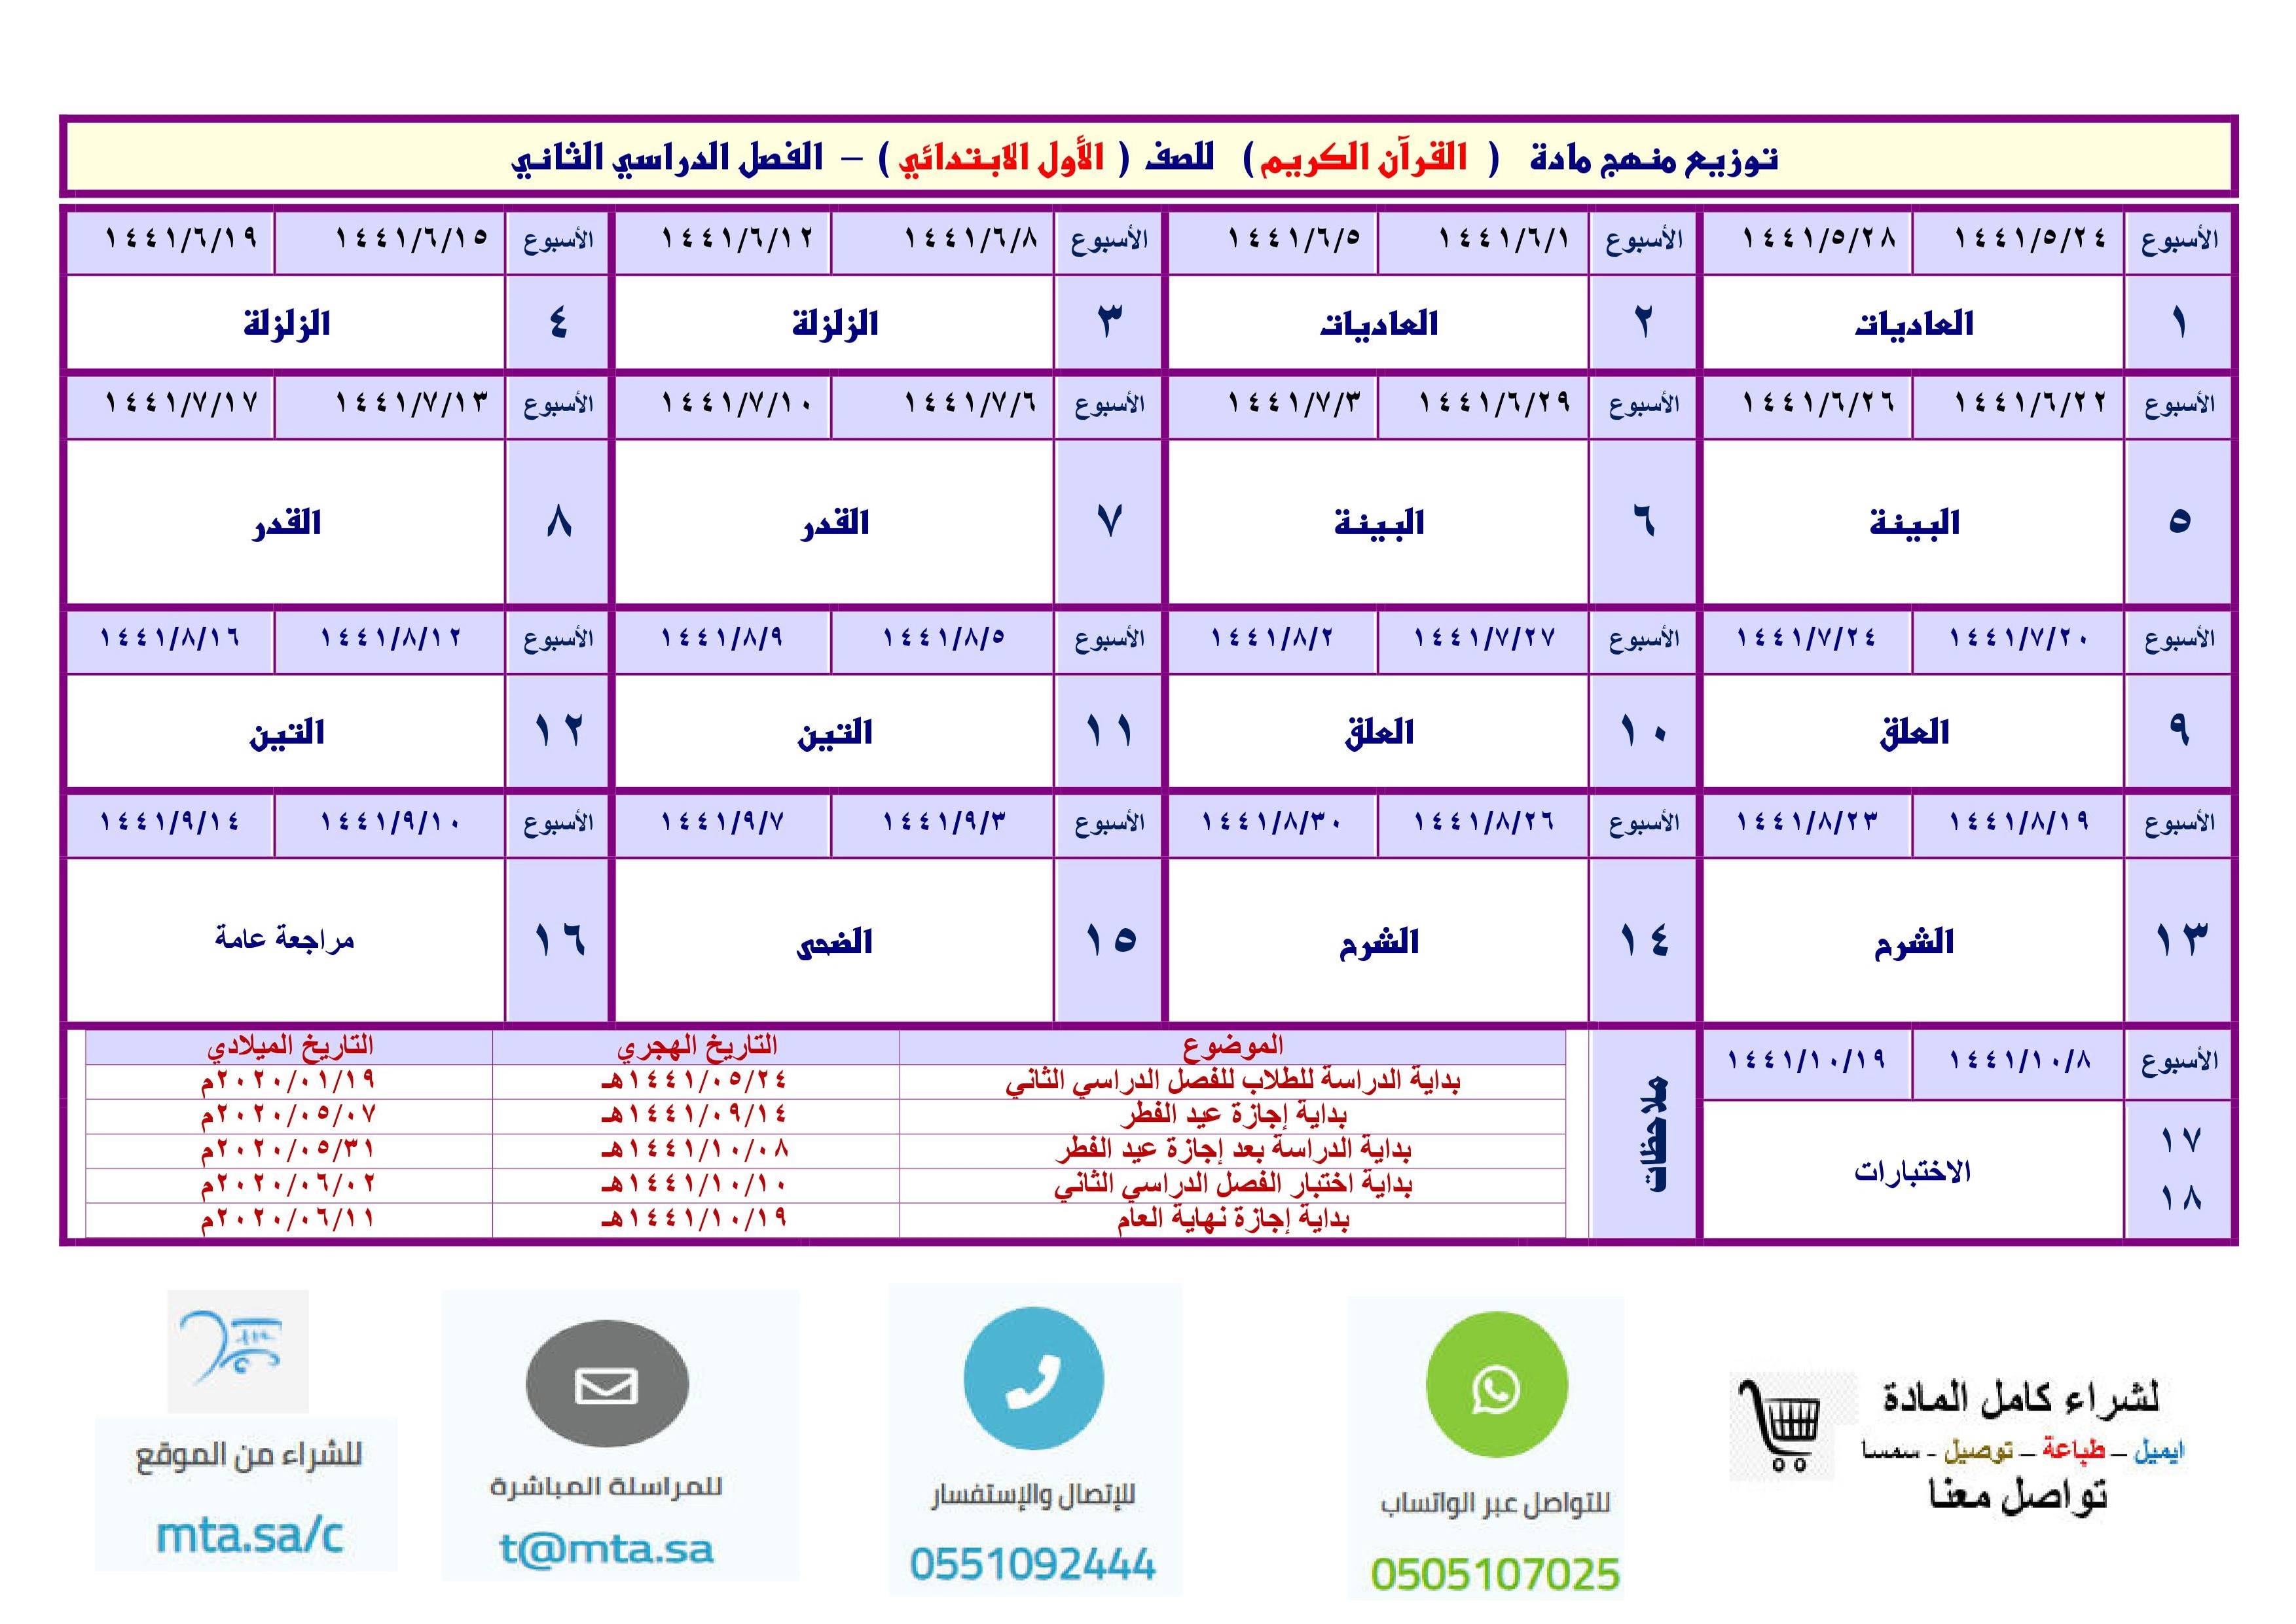 توزيع منهج مادة ( القرآن الكريم ) للصف ( الأول الابتدائي ) – الفصل الدراسي الثاني
الأسبوع ١٤٤١/٥/٢٤ ١٤٤١/٥/٢٨ الأسبوع ١٤٤١/٦/١ ١٤٤١/٦/٥ الأسبوع ١٤٤١/٦/٨ ١٤٤١/٦/١٢ الأسبوع ١٤٤١/٦/١٥ ١٤٤١/٦/١٩
١ العاديات ٢ العاديات ٣ الزلزلة ٤ الزلزلة
الأسبوع ١٤٤١/٦/٢٢ ١٤٤١/٦/٢٦ الأسبوع ١٤٤١/٦/٢٩ ١٤٤١/٧/٣ الأسبوع ١٤٤١/٧/٦ ١٤٤١/٧/١٠ الأسبوع ١٤٤١/٧/١٣ ١٤٤١/٧/١٧
٥ البينة ٦ البينة ٧ القدر ٨ القدر
الأسبوع ١٤٤١/٧/٢٠ ١٤٤١/٧/٢٤ الأسبوع ١٤٤١/٧/٢٧ ١٤٤١/٨/٢ الأسبوع ١٤٤١/٨/٥ ١٤٤١/٨/٩ الأسبوع ١٤٤١/٨/١٢ ١٤٤١/٨/١٦
٩ العلق ١٠ العلق ١١ التين ١٢ التين
الأسبوع ١٤٤١/٨/١٩ ١٤٤١/٨/٢٣ الأسبوع ١٤٤١/٨/٢٦ ١٤٤١/٨/٣٠ الأسبوع ١٤٤١/٩/٣ ١٤٤١/٩/٧ الأسبوع ١٤٤١/٩/١٠ ١٤٤١/٩/١٤
١٣ الشرح ١٤ الشرح ١٥ الضحى ١٦ مراجعة عامة
الأسبوع ١٤٤١/١٠/٨ ١٤٤١/١٠/١٩
١٧
١٨
الاختبارات
ملاحظات
الموضوع التاريخ الهجري التاريخ الميلادي
بداية الدراسة للطلاب للفصل الدراسي الثاني ١٤٤١/٠٥/٢٤هـ ٢٠٢٠/٠١/١٩م
بداية إجازة عيد الفطر ١٤٤١/٠٩/١٤هـ ٢٠٢٠/٠٥/٠٧م
بداية الدراسة بعد إجازة عيد الفطر ١٤٤١/١٠/٠٨هـ ٢٠٢٠/٠٥/٣١م
بداية اختبار الفصل الدراسي الثاني ١٤٤١/١٠/١٠هـ ٢٠٢٠/٠٦/٠٢م
بداية إجازة نهاية العام ١٤٤١/١٠/١٩هـ ٢٠٢٠/٠٦/١١م
لشراء كامل المادة
ايميل – طباعة – توصيل - سمسا
تواصل معنا
للتواصل عبر الواتساب
0505107025
للإتصال والإستفسار
0551092444
للمراسلة المباشرة
t@mta.sa
للشراء من الموقع
mta.sa/c